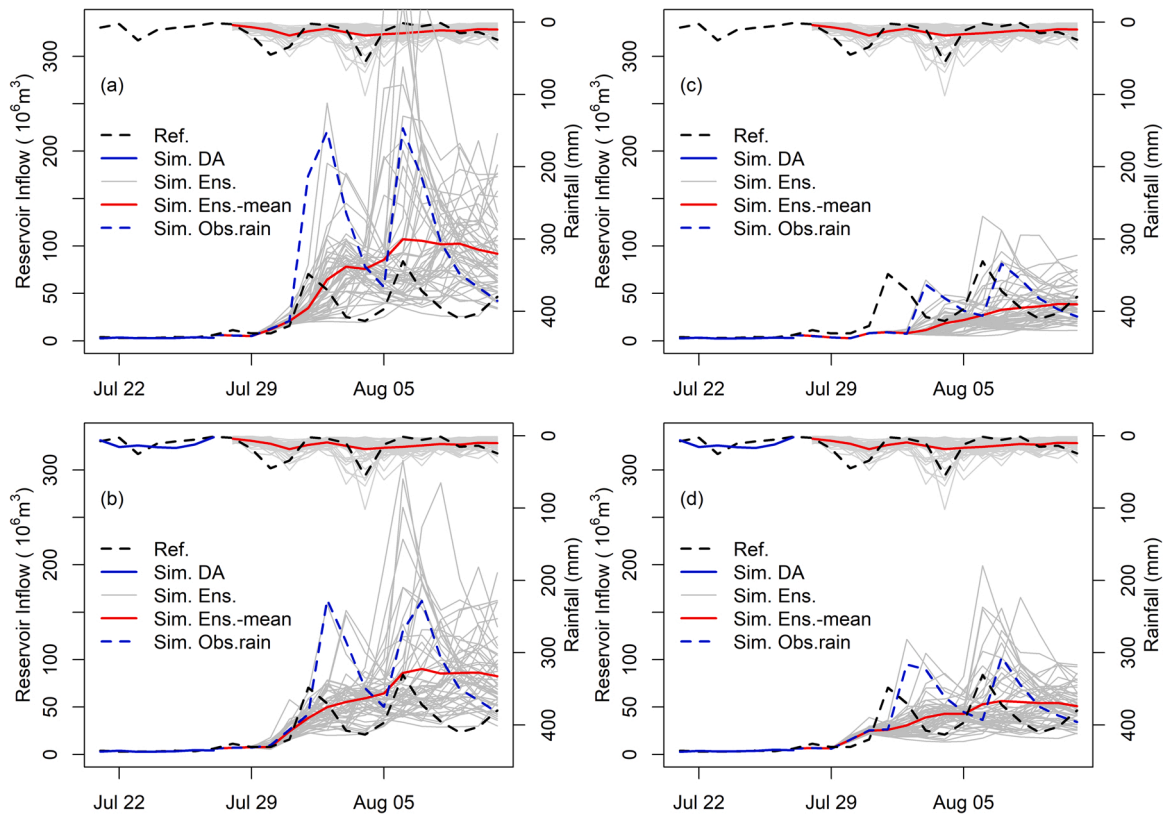 (a)
Ref.
Sim. DA
Sim. Ens.
Sim. Ens.-mean
Sim. Obs.rain
Reservoir Inflow ( 10⁶m³)
0
50
100
200
300
Rainfall (mm)
0
100
200
300
400
Jul 22
Jul 29
Aug 05
(c)
Ref.
Sim. DA
Sim. Ens.
Sim. Ens.-mean
Sim. Obs.rain
Reservoir Inflow ( 10⁶m³)
0
50
100
200
300
Rainfall (mm)
0
100
200
300
400
Jul 22
Jul 29
Aug 05
(b)
Ref.
Sim. DA
Sim. Ens.
Sim. Ens.-mean
Sim. Obs.rain
Reservoir Inflow ( 10⁶m³)
0
50
100
200
300
Rainfall (mm)
0
100
200
300
400
Jul 22
Jul 29
Aug 05
(d)
Ref.
Sim. DA
Sim. Ens.
Sim. Ens.-mean
Sim. Obs.rain
Reservoir Inflow ( 10⁶m³)
0
50
100
200
300
Rainfall (mm)
0
100
200
300
400
Jul 22
Jul 29
Aug 05